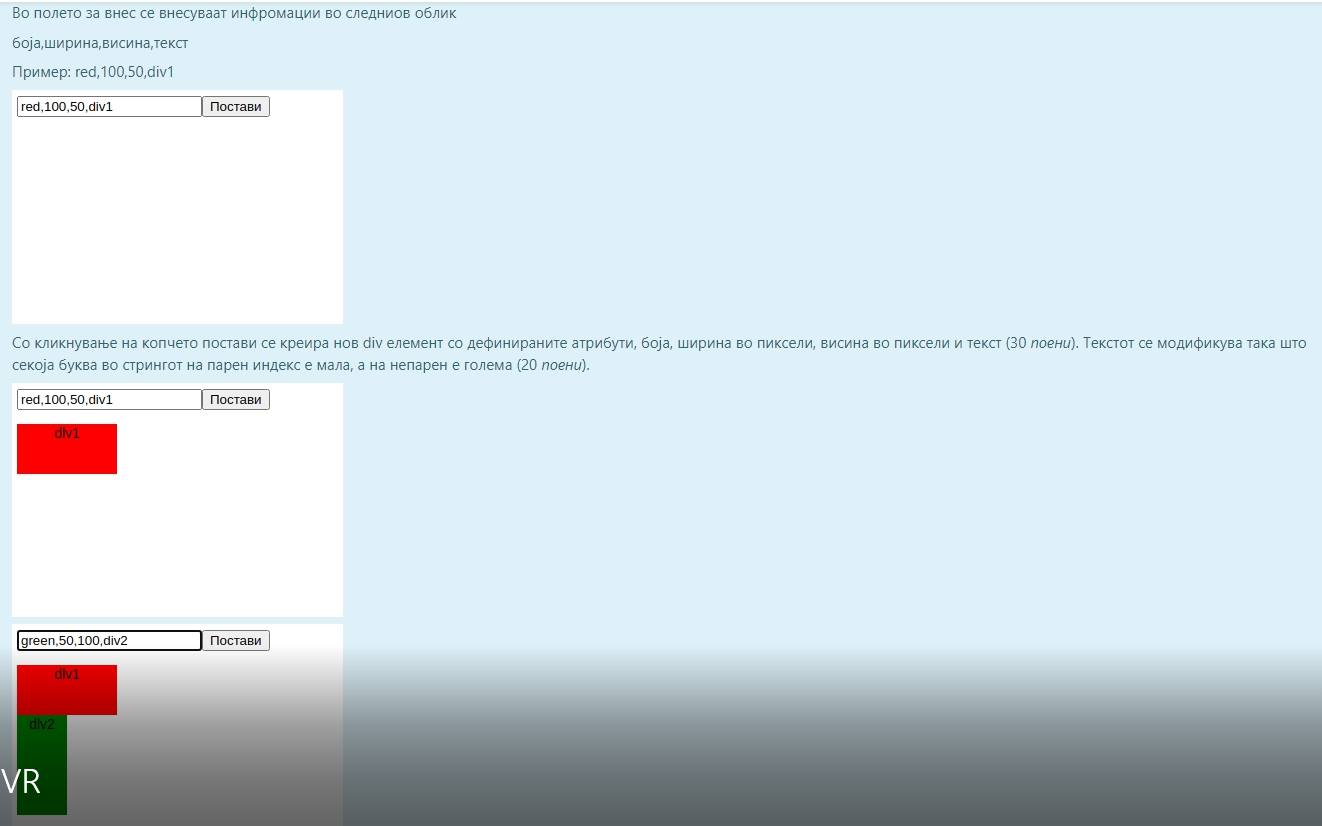 Во полето за внес се внесуваат инфромации во следниов облик
боја,ширина,висина,текст
Пример: red,100,50,div1
red,100,50,div1 Постави
Со кликнување на копчето постави се креира нов div елемент со дефинираните атрибути, боја, ширина во пиксели, висина во пиксели и текст (30 поени). Текстот се модификува така што
секоја буква во стрингот на парен индекс е мала, а на непарен е голема (20 поени).
red,100,50,div1 Постави
dIv1
green,50,100,div2 Постави
dIv1
dIv2
VR